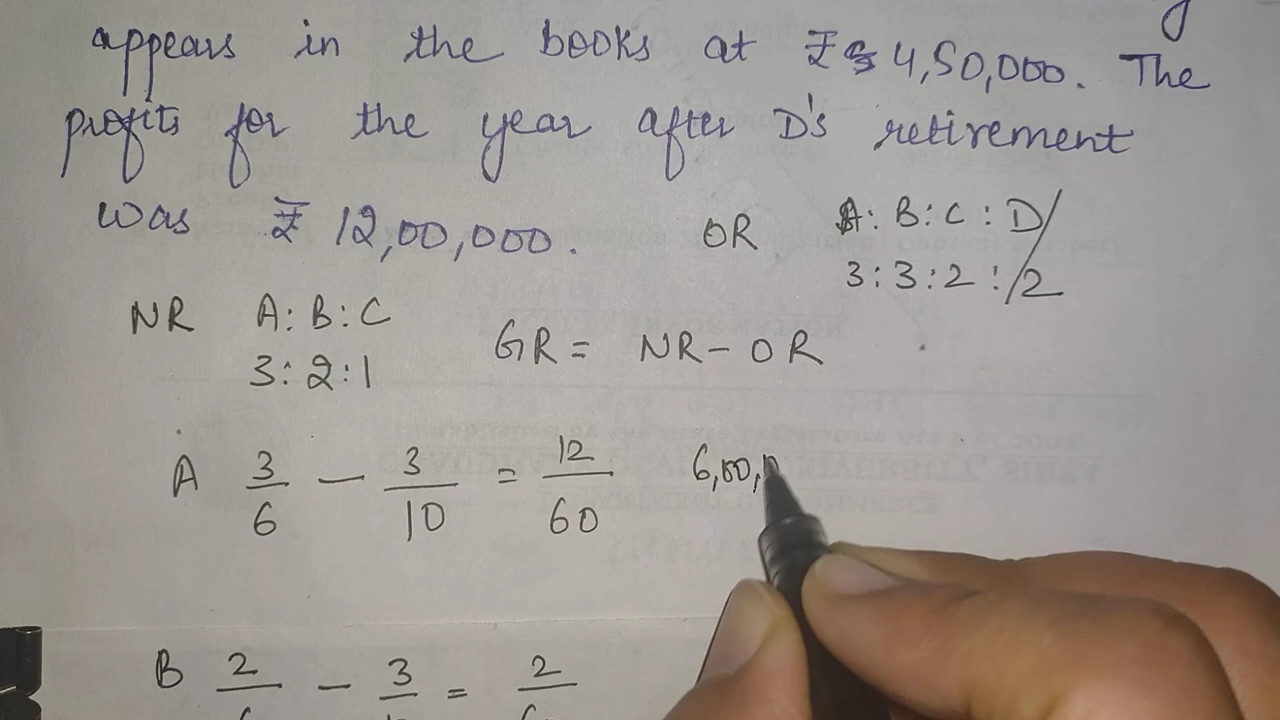 appears in the books at ₹ 4,50,000. The
profits for the year after D's retirement
was ₹ 12,00,000.
OR A: B: C: D/
3:3:2:/2
NR A: B: C
3:2:1
GR = NR - OR
A 3/6 - 3/10 = 12/60 6,00,
B 2/ - 3/ = 2/